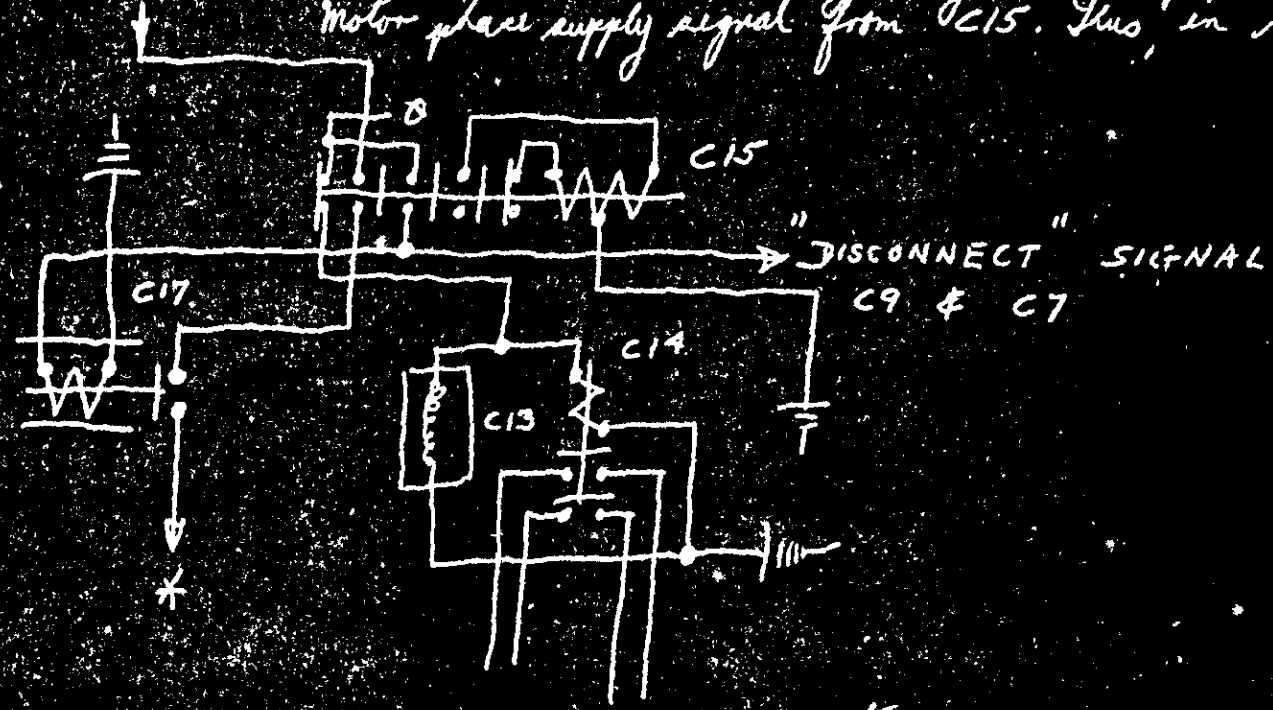 Motor phase supply signal from C15. Thus, in
Ø
C15
"DISCONNECT" SIGNAL
C9 & C7
C17.
C14
C13
*